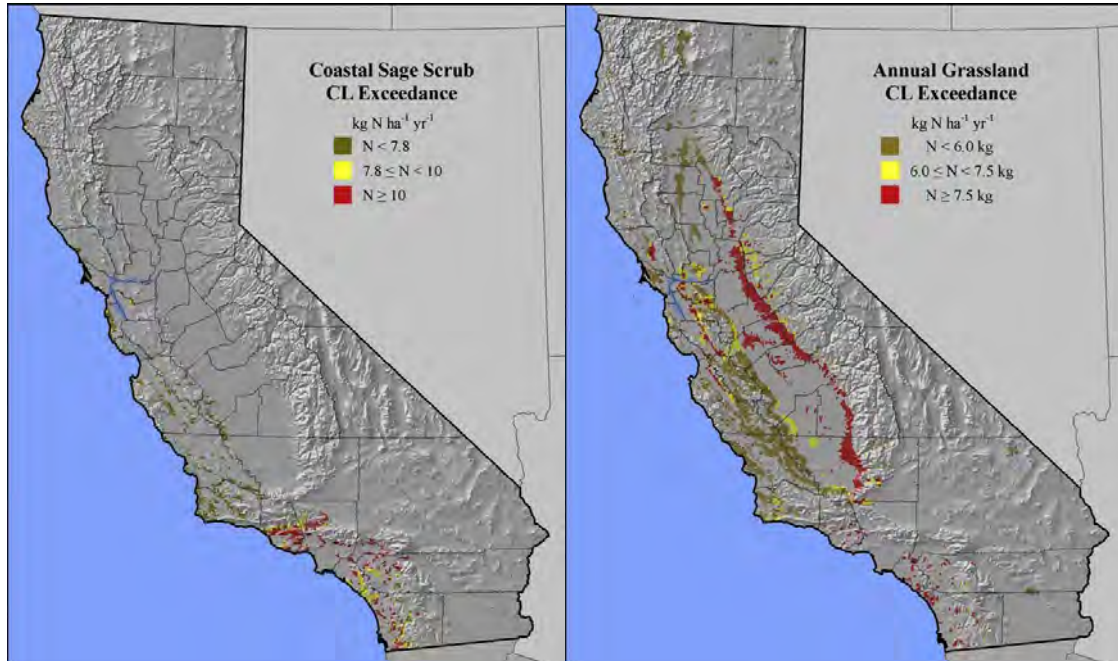 Coastal Sage Scrub
CL Exceedance
kg N ha⁻¹ yr⁻¹
N < 7.8
7.8 ≤ N < 10
N ≥ 10
Annual Grassland
CL Exceedance
kg N ha⁻¹ yr⁻¹
N < 6.0 kg
6.0 ≤ N < 7.5 kg
N ≥ 7.5 kg